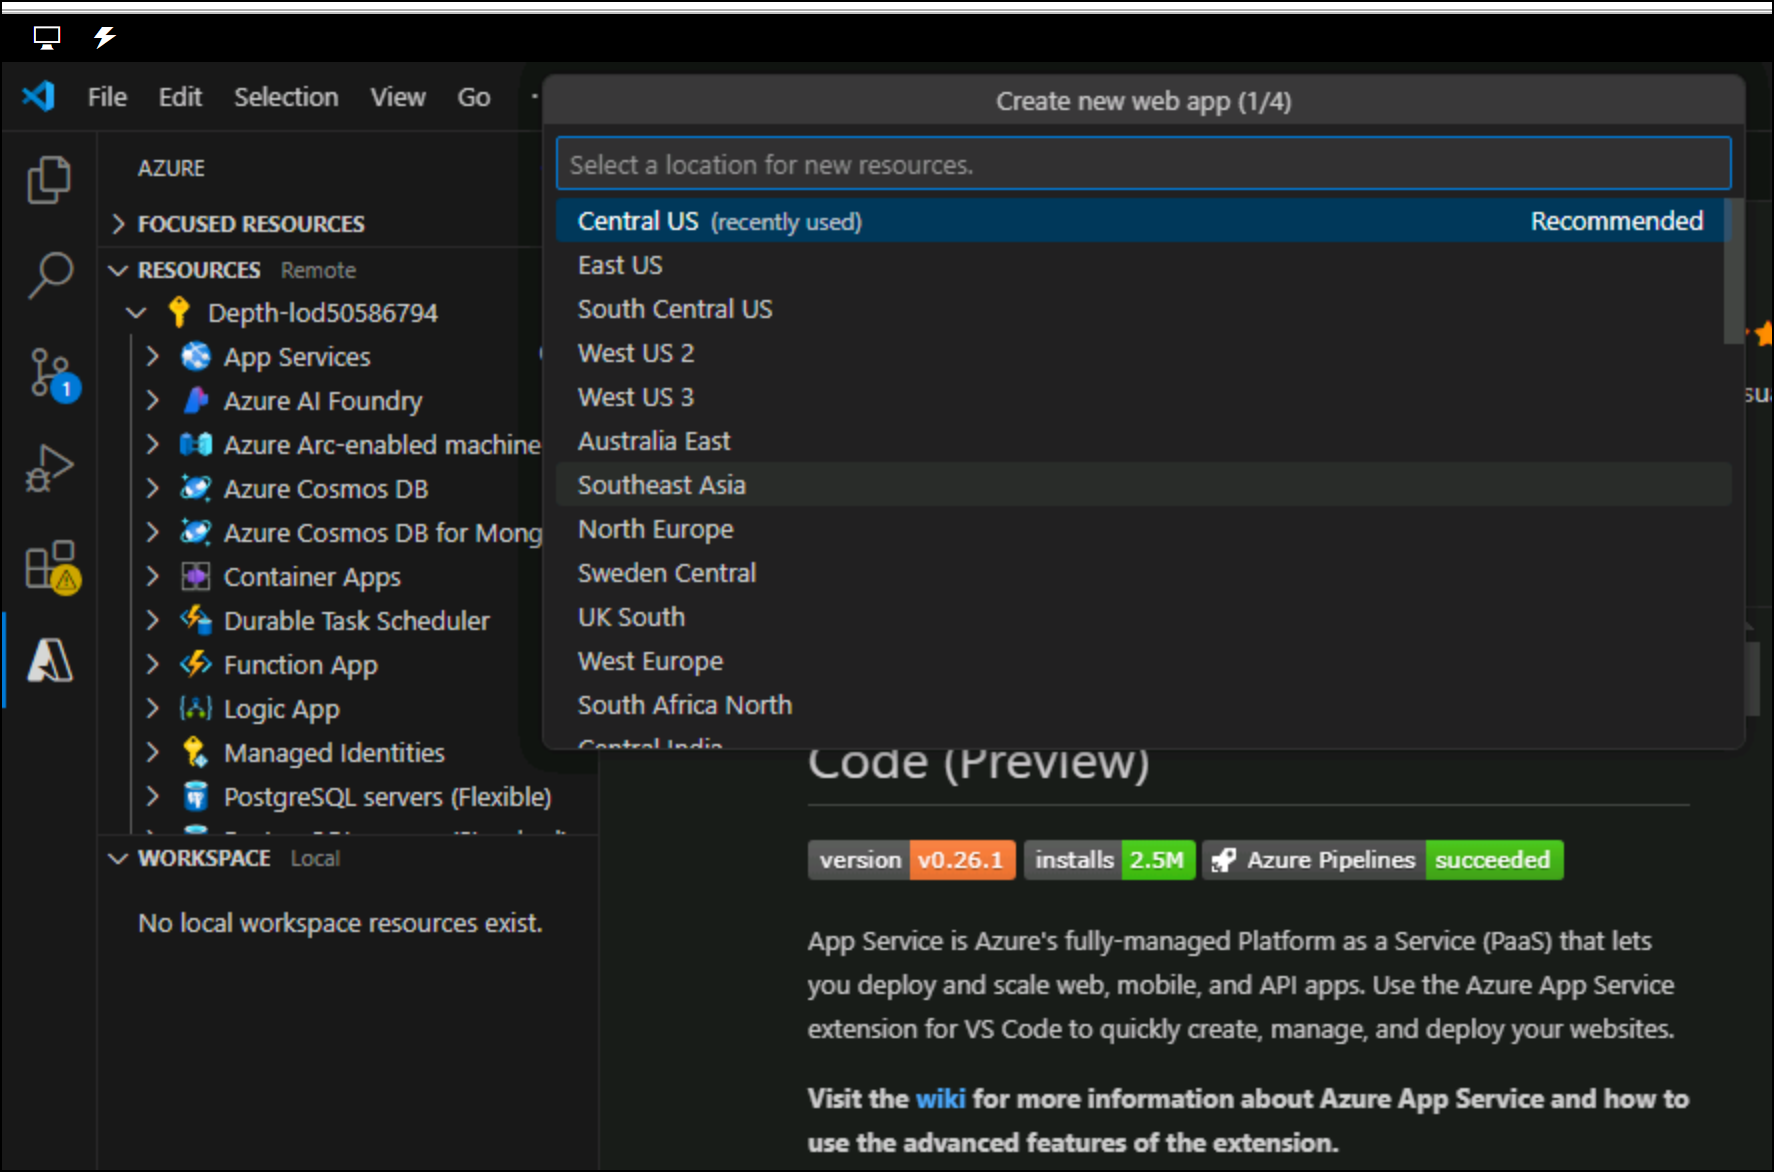 File Edit Selection View Go
Create new web app (1/4)
Select a location for new resources.
Central US (recently used) Recommended
East US
South Central US
West US 2
West US 3
Australia East
Southeast Asia
North Europe
Sweden Central
UK South
West Europe
South Africa North
Central India
AZURE
FOCUSED RESOURCES
RESOURCES Remote
Depth-lod50586794
App Services
Azure AI Foundry
Azure Arc-enabled machine
Azure Cosmos DB
Azure Cosmos DB for Mong
Container Apps
Durable Task Scheduler
Function App
Logic App
Managed Identities
PostgreSQL servers (Flexible)
WORKSPACE Local
No local workspace resources exist.
1
Code (Preview)
version v0.26.1 installs 2.5M Azure Pipelines succeeded
App Service is Azure's fully-managed Platform as a Service (PaaS) that lets
you deploy and scale web, mobile, and API apps. Use the Azure App Service
extension for VS Code to quickly create, manage, and deploy your websites.
Visit the wiki for more information about Azure App Service and how to
use the advanced features of the extension.